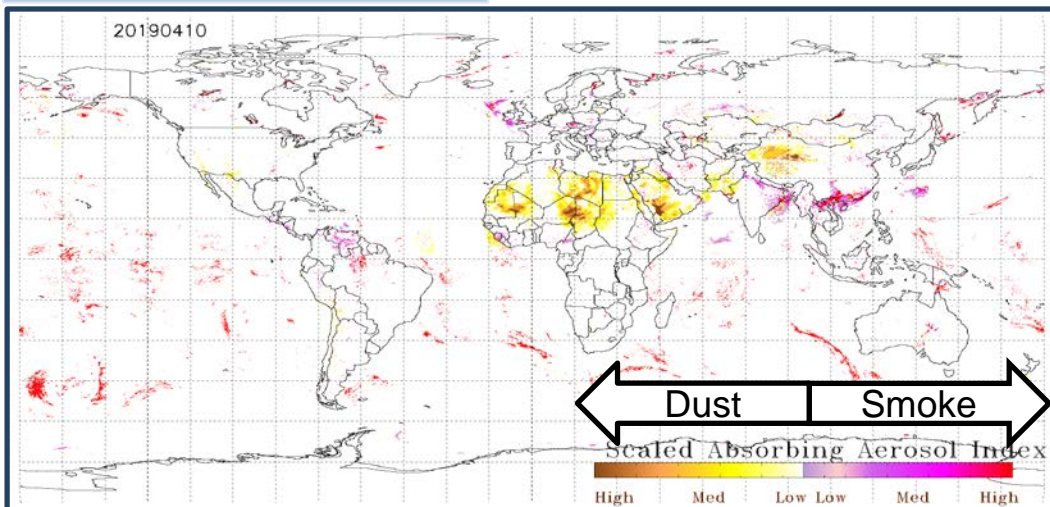 20190410
Dust Smoke
Scaled Absorbing Aerosol Index
High Med Low Low Med High